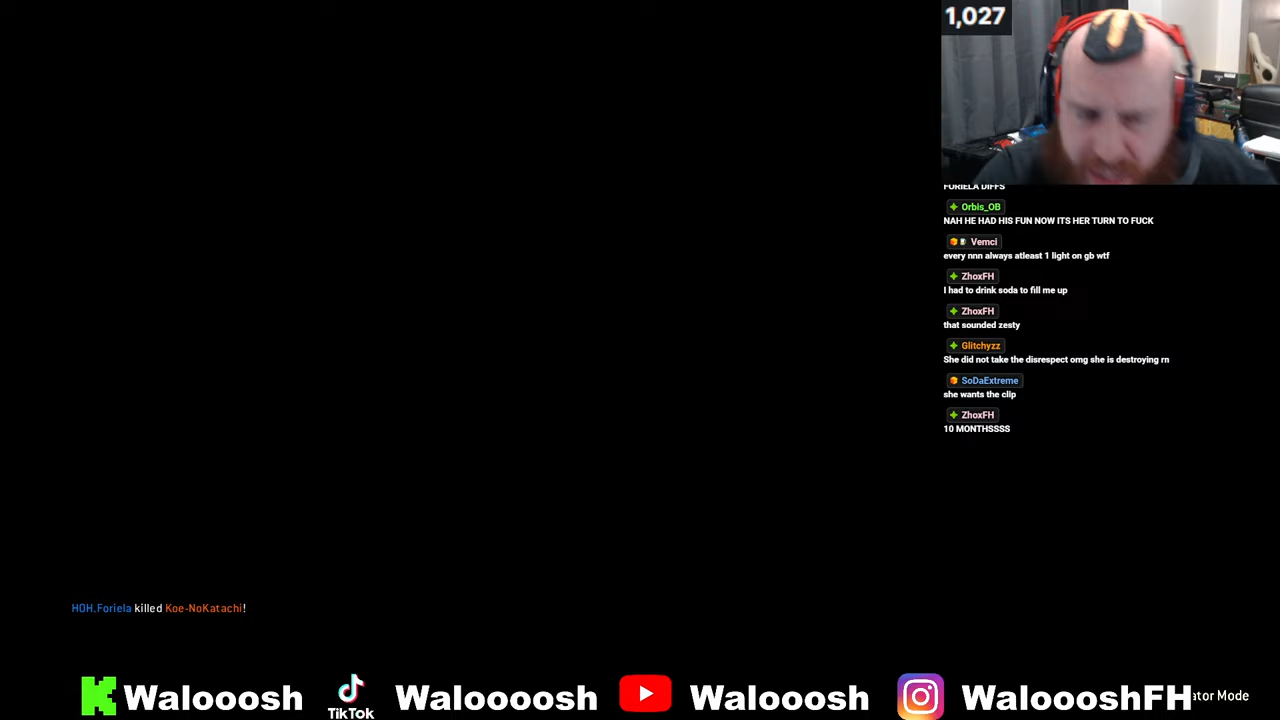 1,027
FORIELA DIFFS
Orbis_OB
NAH HE HAD HIS FUN NOW ITS HER TURN TO FUCK
Vemci
every nnn always atleast 1 light on gb wtf
ZhoxFH
I had to drink soda to fill me up
ZhoxFH
that sounded zesty
Glitchyzz
She did not take the disrespect omg she is destroying rn
SoDaExtreme
she wants the clip
ZhoxFH
10 MONTHSSSS
HOH.Foriela killed Koe-NoKatachi!
Walooosh TikTok Waloooosh Walooosh WaloooshFH ator Mode